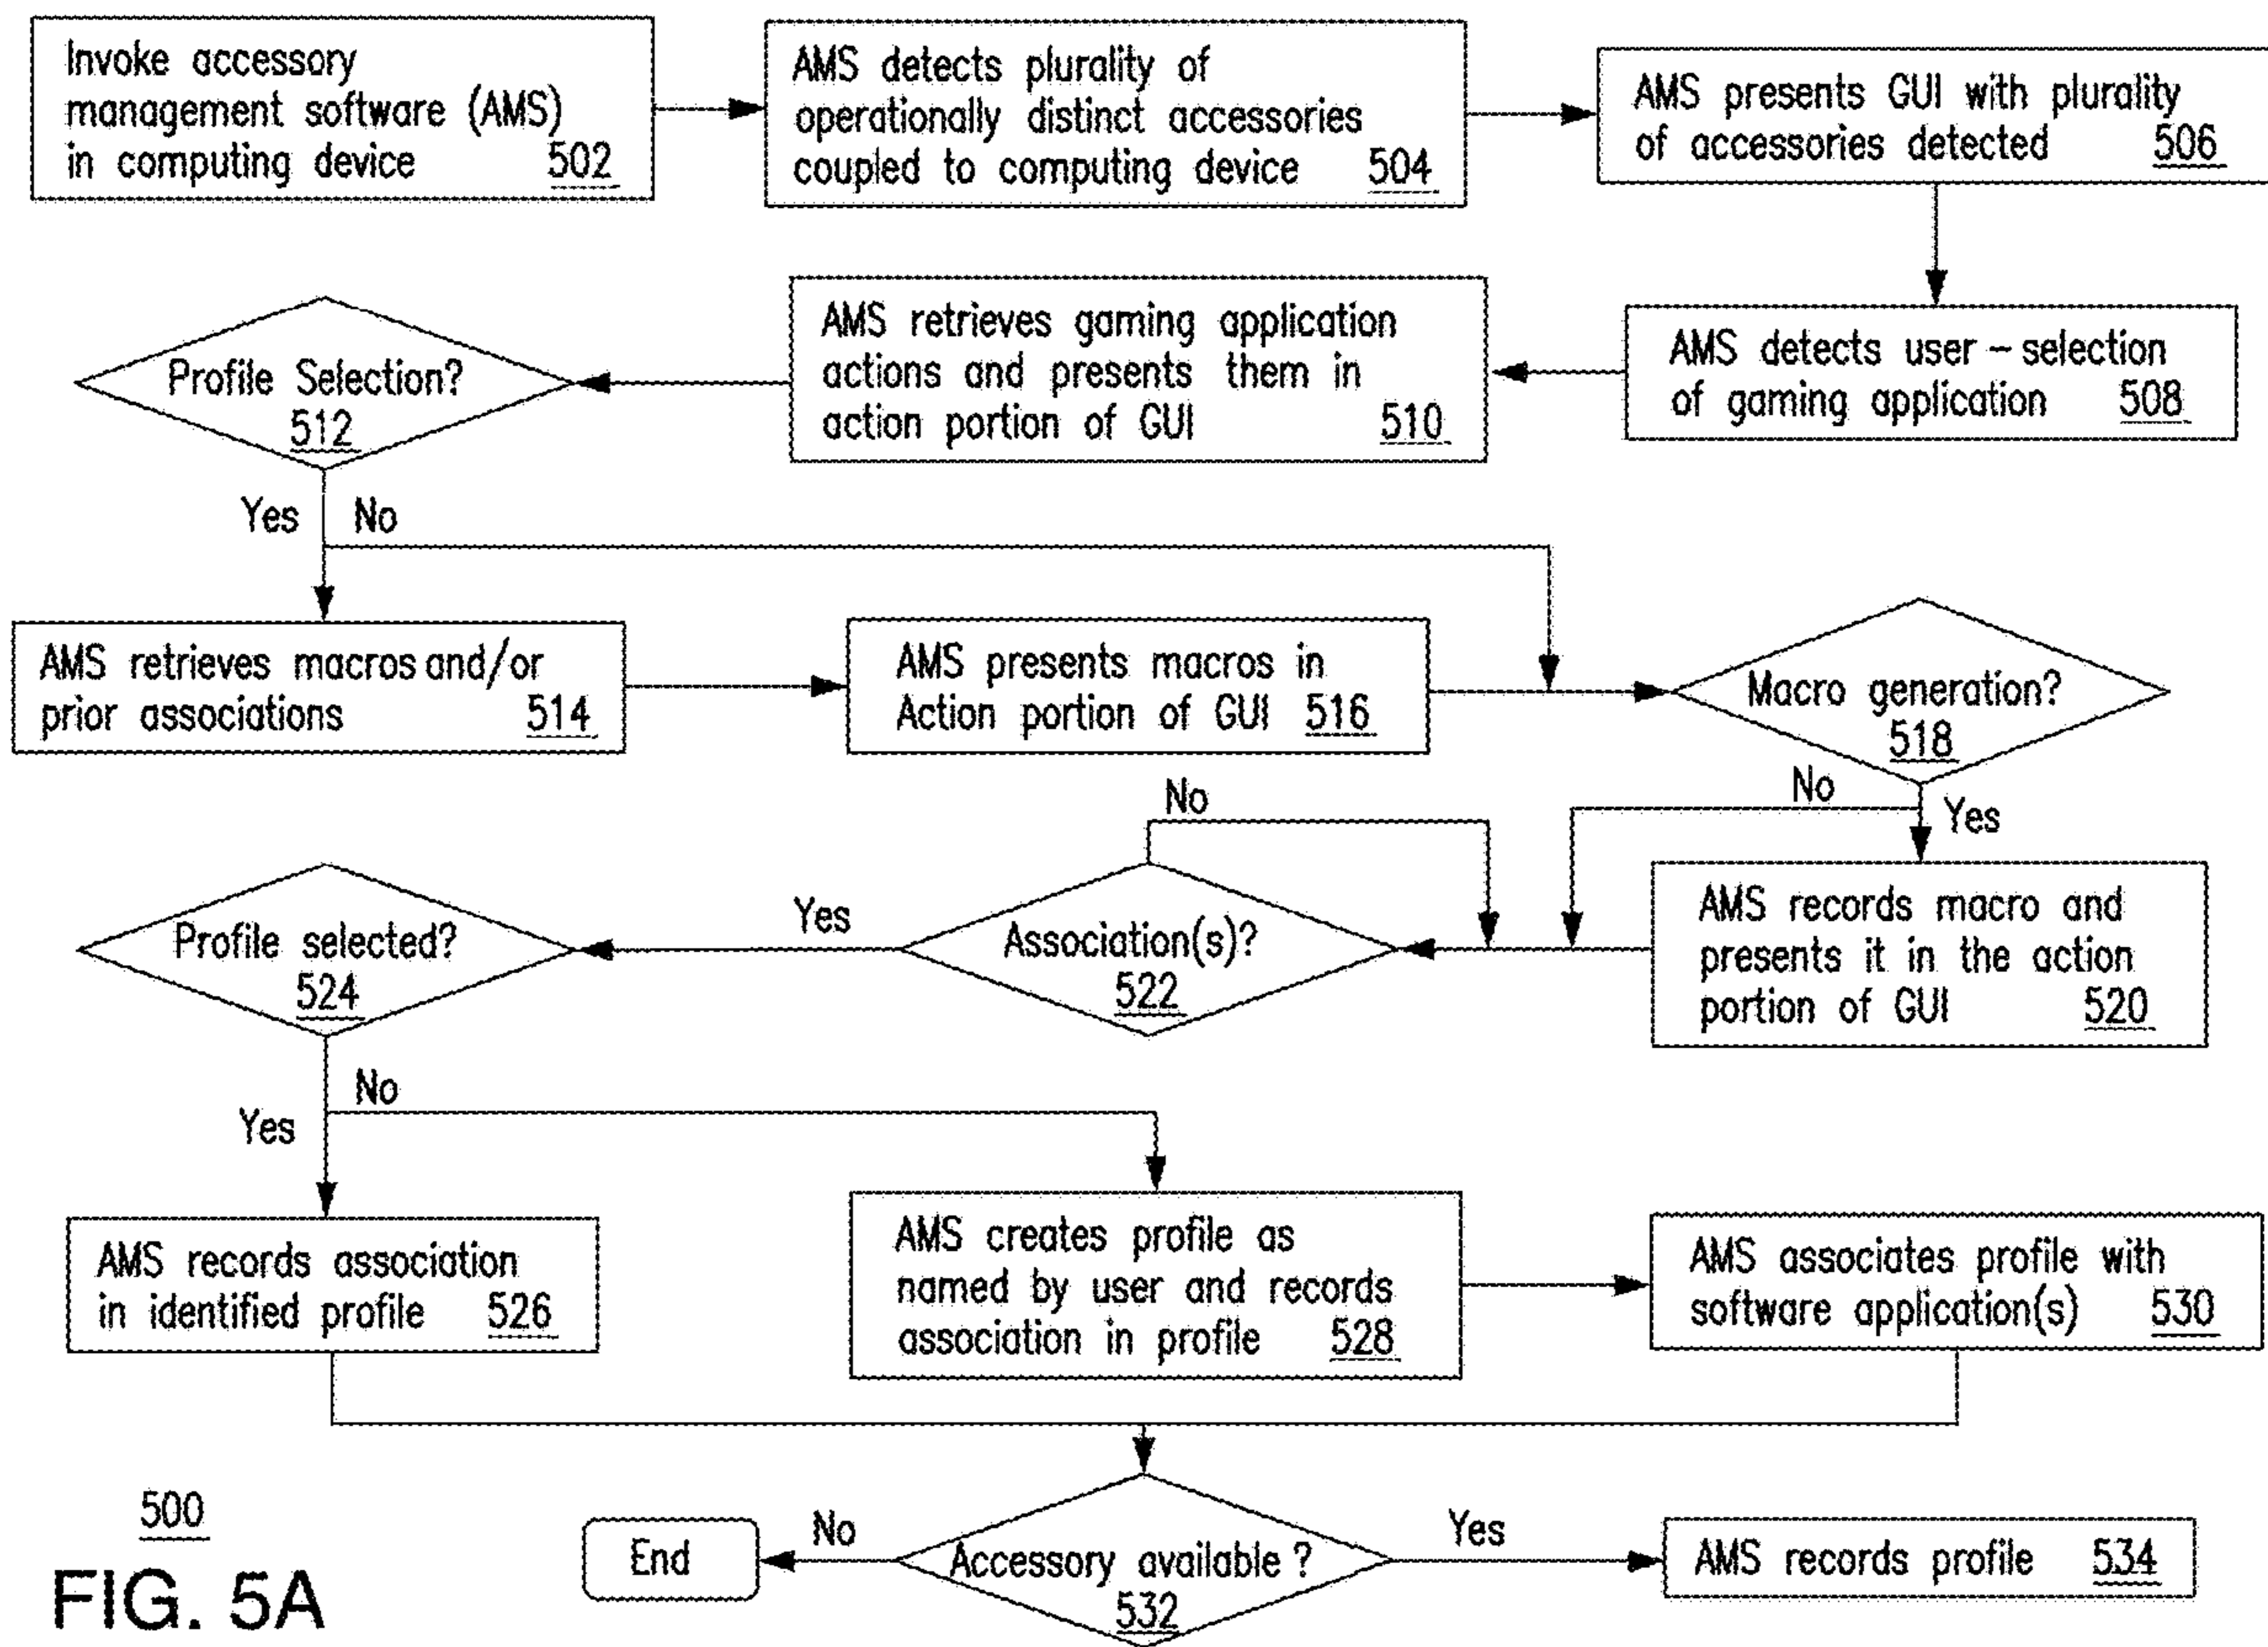 Invoke accessory
management software (AMS)
in computing device 502
AMS detects plurality of
operationally distinct accessories
coupled to computing device 504
AMS presents GUI with plurality
of accessories detected 506
AMS detects user-selection
of gaming application 508
AMS retrieves gaming application
actions and presents them in
action portion of GUI 510
Profile Selection?
512
Yes
No
AMS retrieves macros and/or
prior associations 514
AMS presents macros in
Action portion of GUI 516
Macro generation?
518
No
Yes
AMS records macro and
presents it in the action
portion of GUI 520
No
Association(s)?
522
Yes
Profile selected?
524
No
Yes
AMS records association
in identified profile 526
AMS creates profile as
named by user and records
association in profile 528
AMS associates profile with
software application(s) 530
Accessory available ?
532
No
End
Yes
AMS records profile 534
500
FIG. 5A